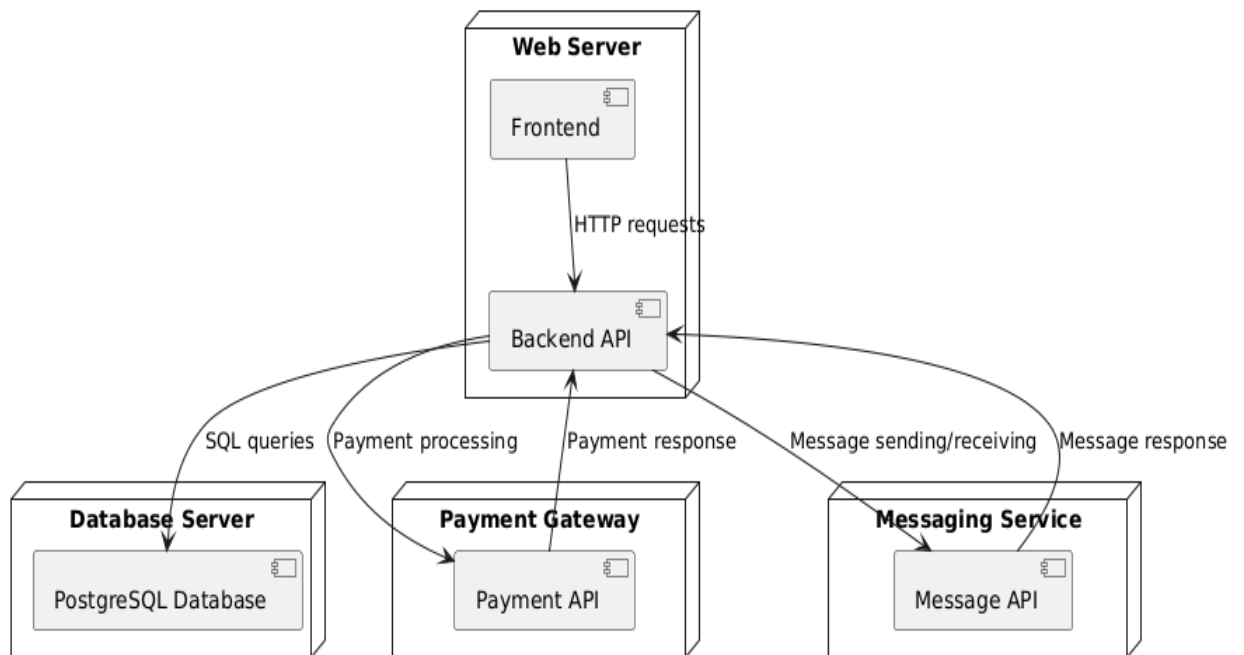 Web Server
Frontend
HTTP requests
Backend API
SQL queries
Payment processing
Payment response
Message sending/receiving
Message response
Database Server
Payment Gateway
Messaging Service
PostgreSQL Database
Payment API
Message API